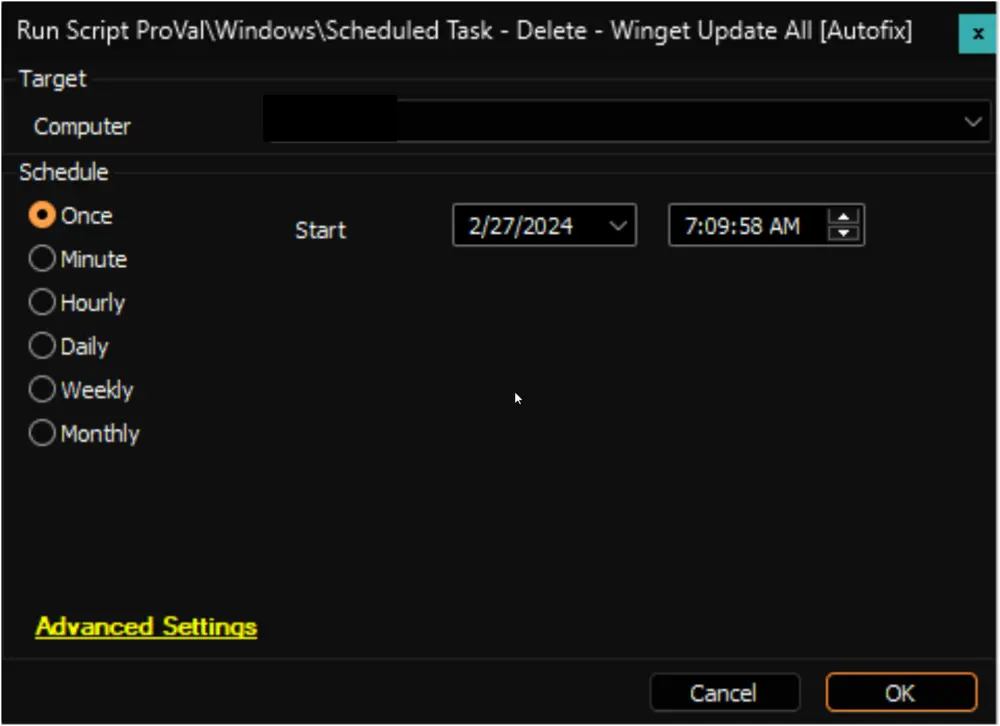 Run Script ProVal\Windows\Scheduled Task - Delete - Winget Update All [Autofix] x
Target
Computer
Schedule
Once
Start 2/27/2024 7:09:58 AM
Minute
Hourly
Daily
Weekly
Monthly
Advanced Settings
Cancel OK